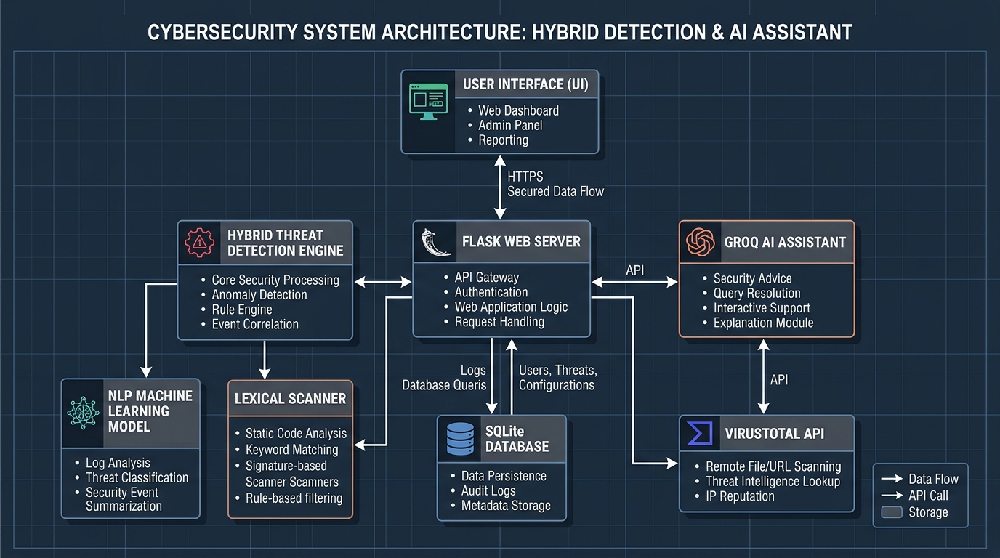 CYBERSECURITY SYSTEM ARCHITECTURE: HYBRID DETECTION & AI ASSISTANT
USER INTERFACE (UI)
• Web Dashboard
• Admin Panel
• Reporting
HTTPS
Secured Data Flow
HYBRID THREAT
DETECTION ENGINE
• Core Security Processing
• Anomaly Detection
• Rule Engine
• Event Correlation
FLASK WEB SERVER
• API Gateway
• Authentication
• Web Application Logic
• Request Handling
API
GROQ AI ASSISTANT
• Security Advice
• Query Resolution
• Interactive Support
• Explanation Module
Logs
Database Queris
Users, Threats,
Configurations
API
NLP MACHINE
LEARNING
MODEL
• Log Analysis
• Threat Classification
• Security Event
Summarization
LEXICAL SCANNER
• Static Code Analysis
• Keyword Matching
• Signature-based
Scanner Scamners
• Rule-based filtering
SQLite
DATABASE
• Data Persistence
• Audit Logs
• Metadata Storage
VIRUSTOTAL API
• Remote File/URL Scanning
• Threat Intelligence Lookup
• IP Reputation
Data Flow
API Call
Storage